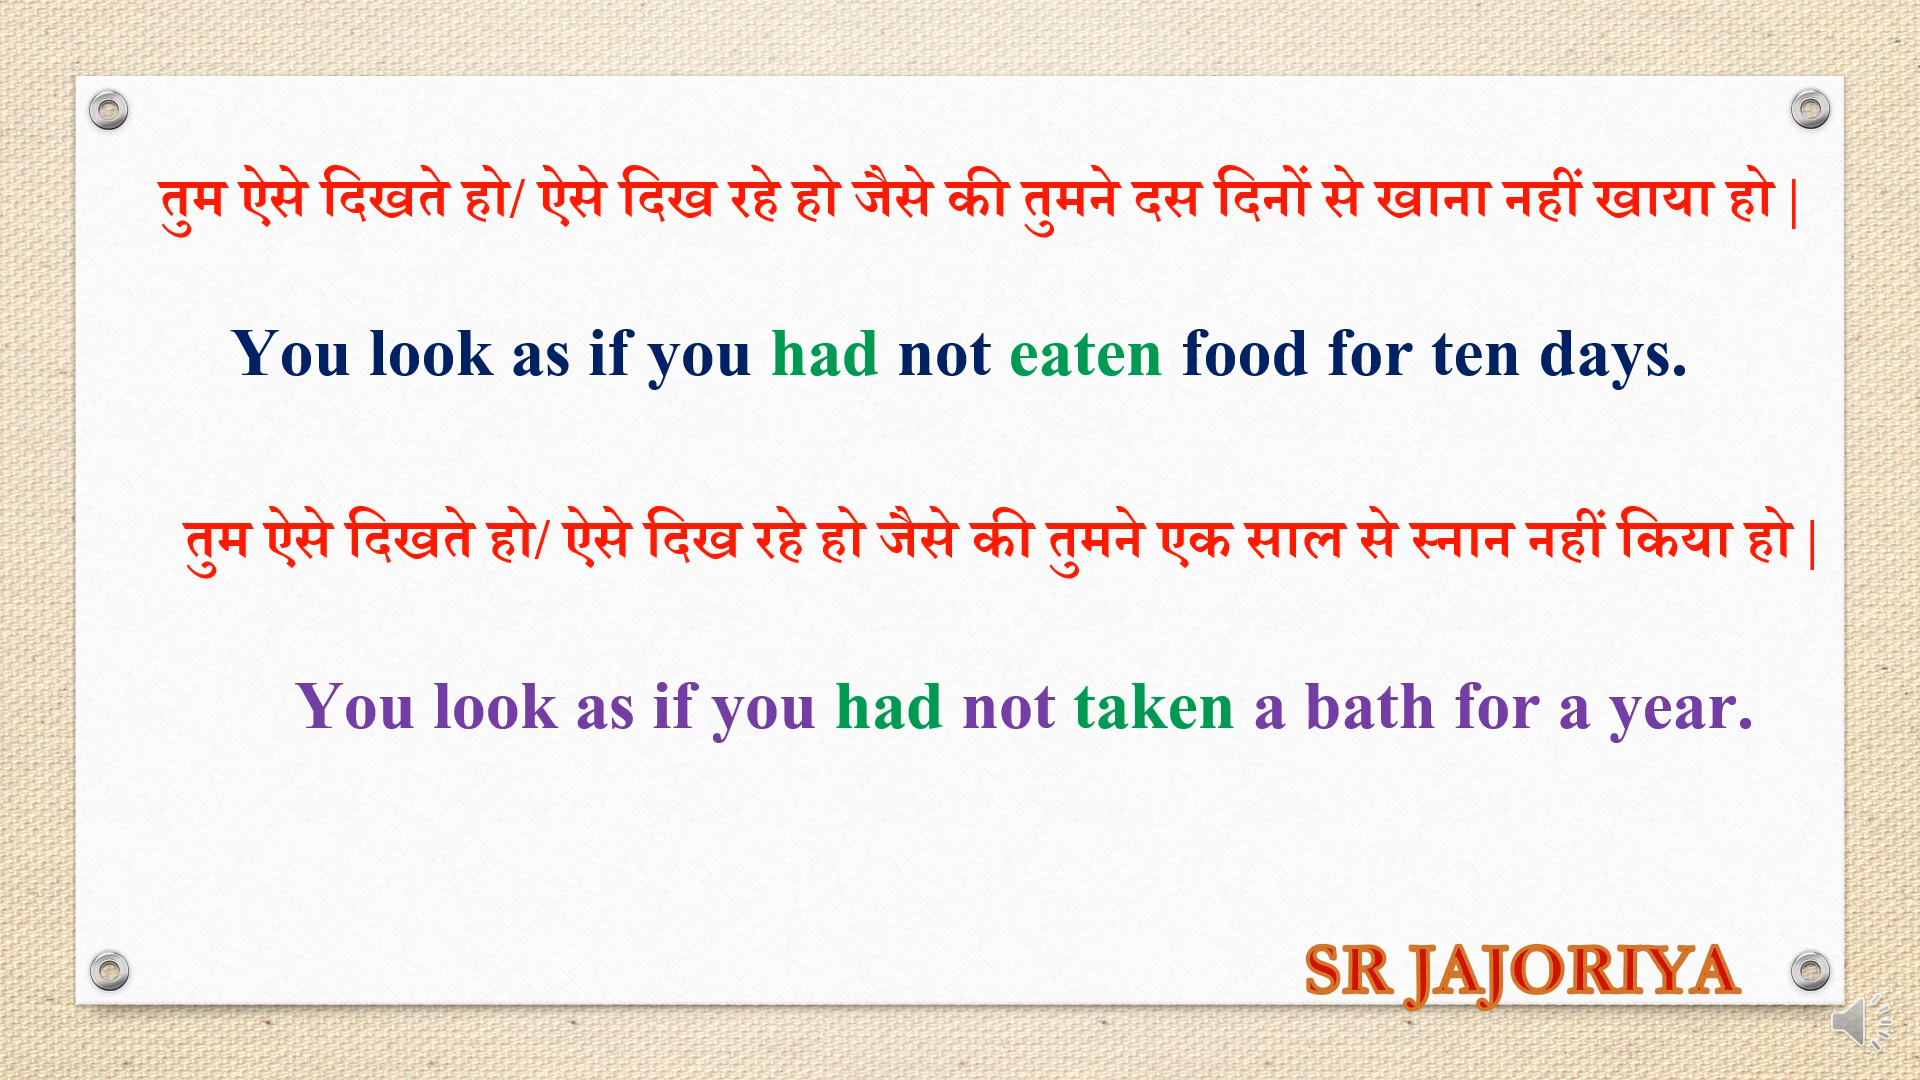 तुम ऐसे दिखते हो/ ऐसे दिख रहे हो जैसे की तुमने दस दिनों से खाना नहीं खाया हो |
You look as if you had not eaten food for ten days.
तुम ऐसे दिखते हो/ ऐसे दिख रहे हो जैसे की तुमने एक साल से स्नान नहीं किया हो |
You look as if you had not taken a bath for a year.
SR JAJORIYA